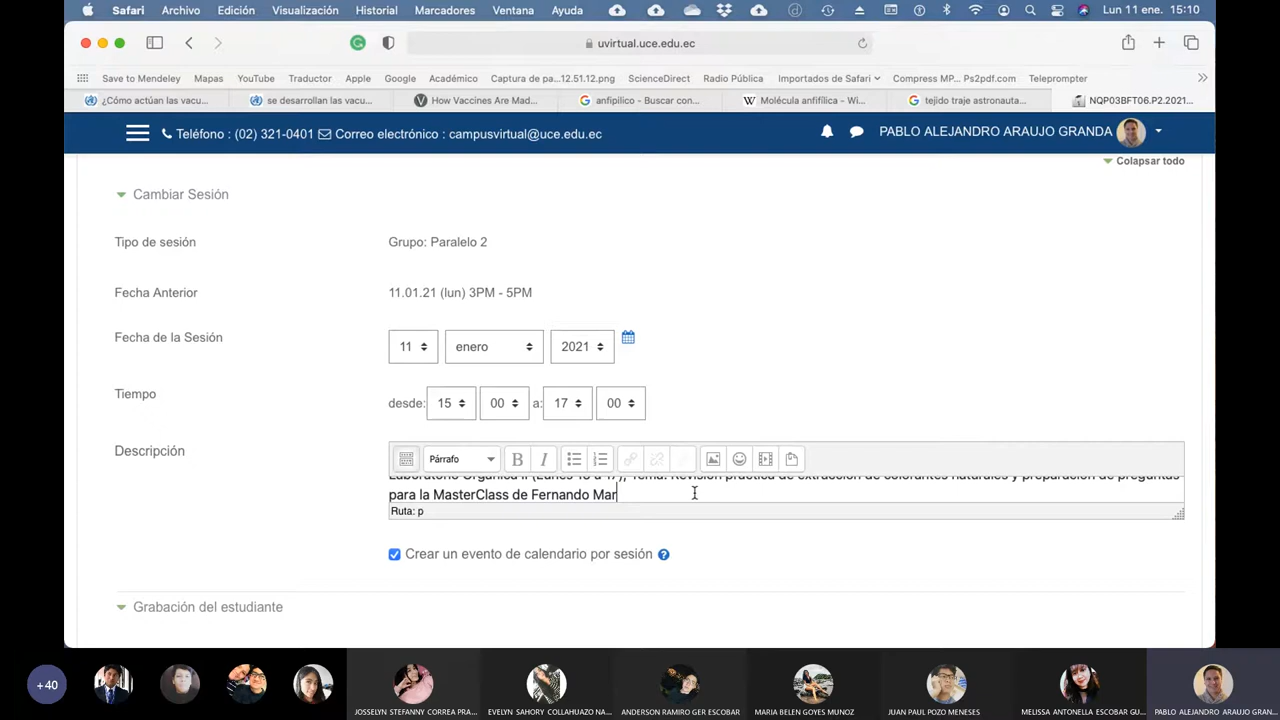 Safari Archivo Edición Visualización Historial Marcadores Ventana Ayuda Lun 11 ene. 15:10
uvirtual.uce.edu.ec
Save to Mendeley Mapas YouTube Traductor Apple Google Académico Captura de pa...12.51.12.png ScienceDirect Radio Pública Importados de Safari Compress MP... Ps2pdf.com Teleprompter
¿Cómo actúan las vacu... se desarrollan las vacu... How Vaccines Are Mad... anfipilico - Buscar con... Molécula anfifílica - Wi... tejido traje astronauta... NQP03BFT06.P2.2021...
Teléfono : (02) 321-0401 Correo electrónico : campusvirtual@uce.edu.ec PABLO ALEJANDRO ARAUJO GRANDA
Colapsar todo
Cambiar Sesión
Tipo de sesión Grupo: Paralelo 2
Fecha Anterior 11.01.21 (lun) 3PM - 5PM
Fecha de la Sesión 11 enero 2021
Tiempo desde: 15 00 a: 17 00
Descripción Párrafo B I
para la MasterClass de Fernando Mar
Ruta: p
Crear un evento de calendario por sesión
Grabación del estudiante
+40
JOSSELYN STEFANNY CORREA PRA... EVELYN SAHORY COLLAHUAZO NA... ANDERSON RAMIRO GER ESCOBAR MARIA BELEN GOYES MUNOZ JUAN PAUL POZO MENESES MELISSA ANTONELLA ESCOBAR GU... PABLO ALEJANDRO ARAUJO GRAN...